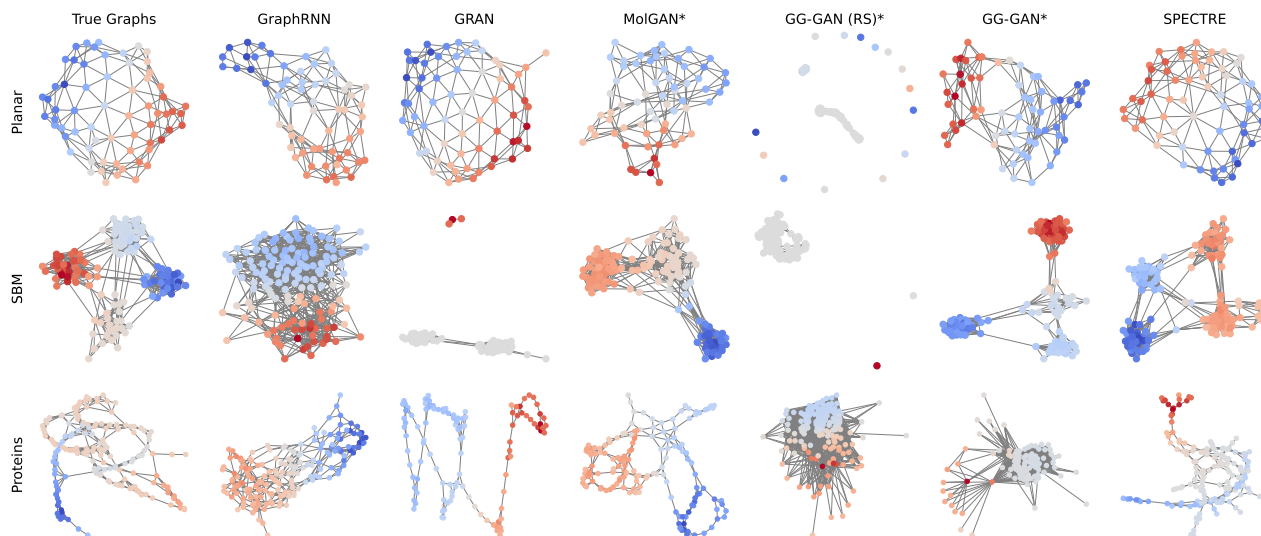 True Graphs GraphRNN GRAN MolGAN* GG-GAN (RS)* GG-GAN* SPECTRE
Planar
SBM
Proteins